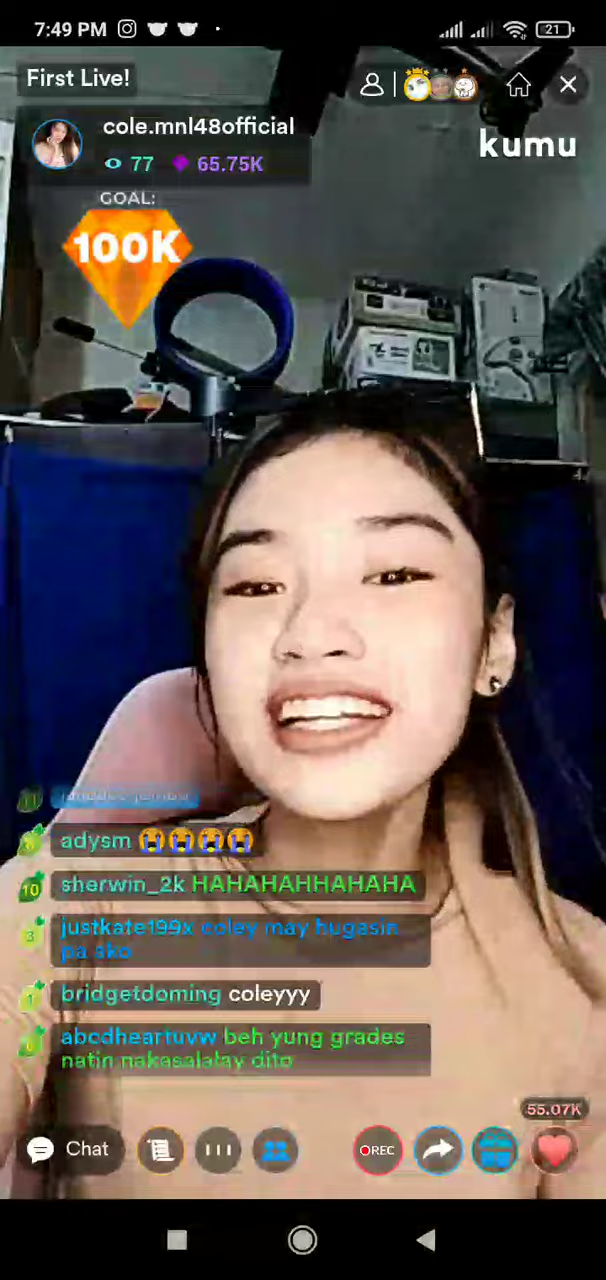 7:49 PM
21
First Live!
cole.mnl48official
77
65.75K
kumu
GOAL:
100K
adysm 😭😭😭😭
10
sherwin_2k HAHAHAHHAHAHA
3
justkate199x coley may hugasin
pa ako
1
bridgetdoming coleyyy
abcdheartuvw beh yung grades
natin nakasalalay dito
55.07K
Chat
REC